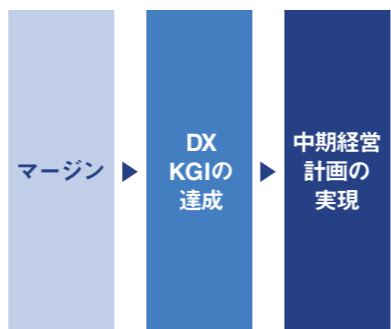 マージン
DX
KGIの
達成
中期経営
計画の
実現